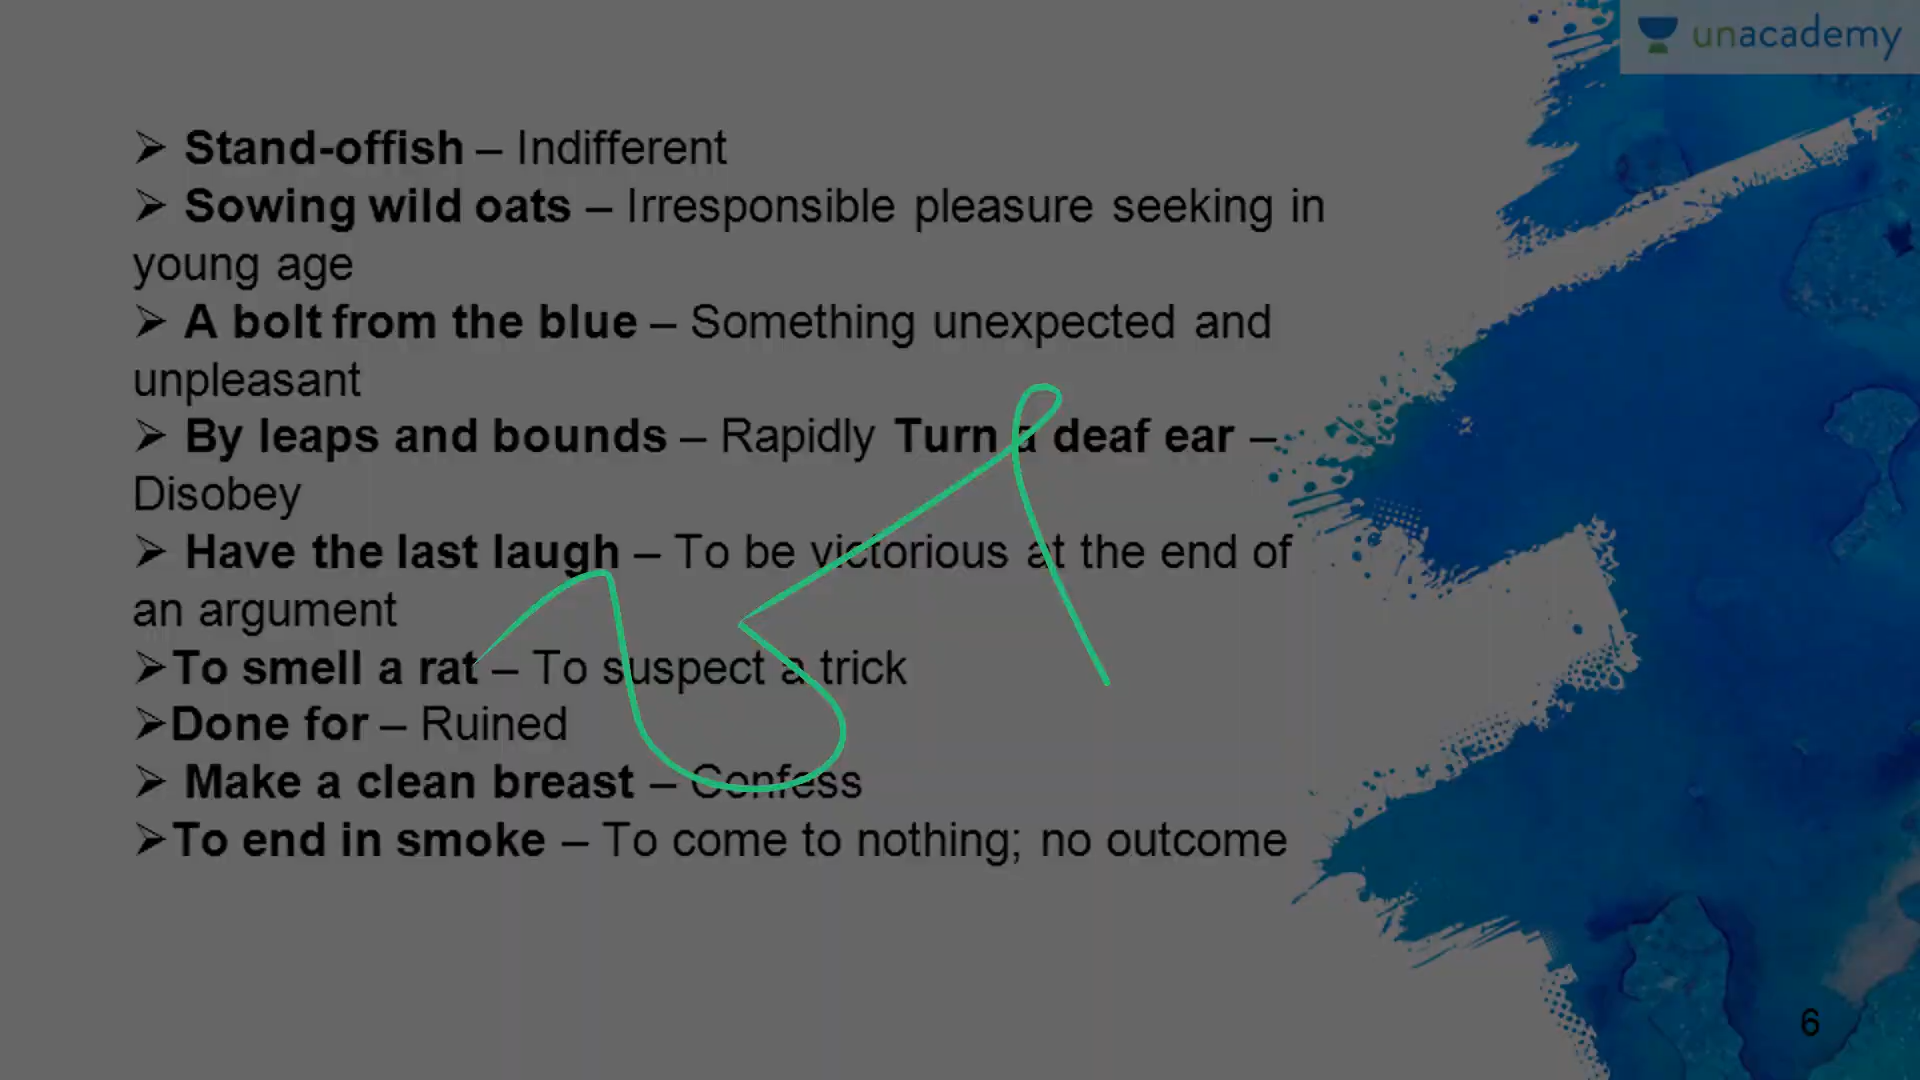 unacademy
➢ Stand-offish – Indifferent
➢ Sowing wild oats – Irresponsible pleasure seeking in
young age
➢ A bolt from the blue – Something unexpected and
unpleasant
➢ By leaps and bounds – Rapidly Turn a deaf ear –
Disobey
➢ Have the last laugh – To be victorious at the end of
an argument
➢To smell a rat – To suspect a trick
➢Done for – Ruined
➢ Make a clean breast – Confess
➢To end in smoke – To come to nothing; no outcome
6